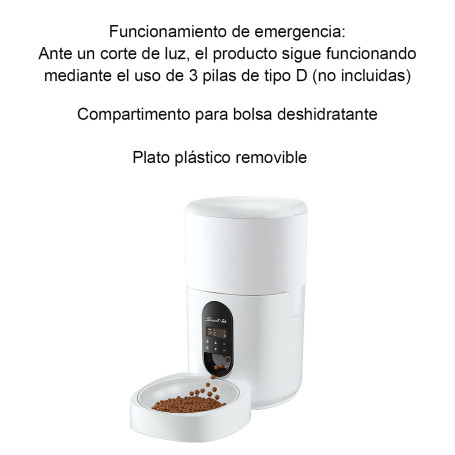 Funcionamiento de emergencia:
Ante un corte de luz, el producto sigue funcionando
mediante el uso de 3 pilas de tipo D (no incluidas)
Compartimento para bolsa deshidratante
Plato plástico removible